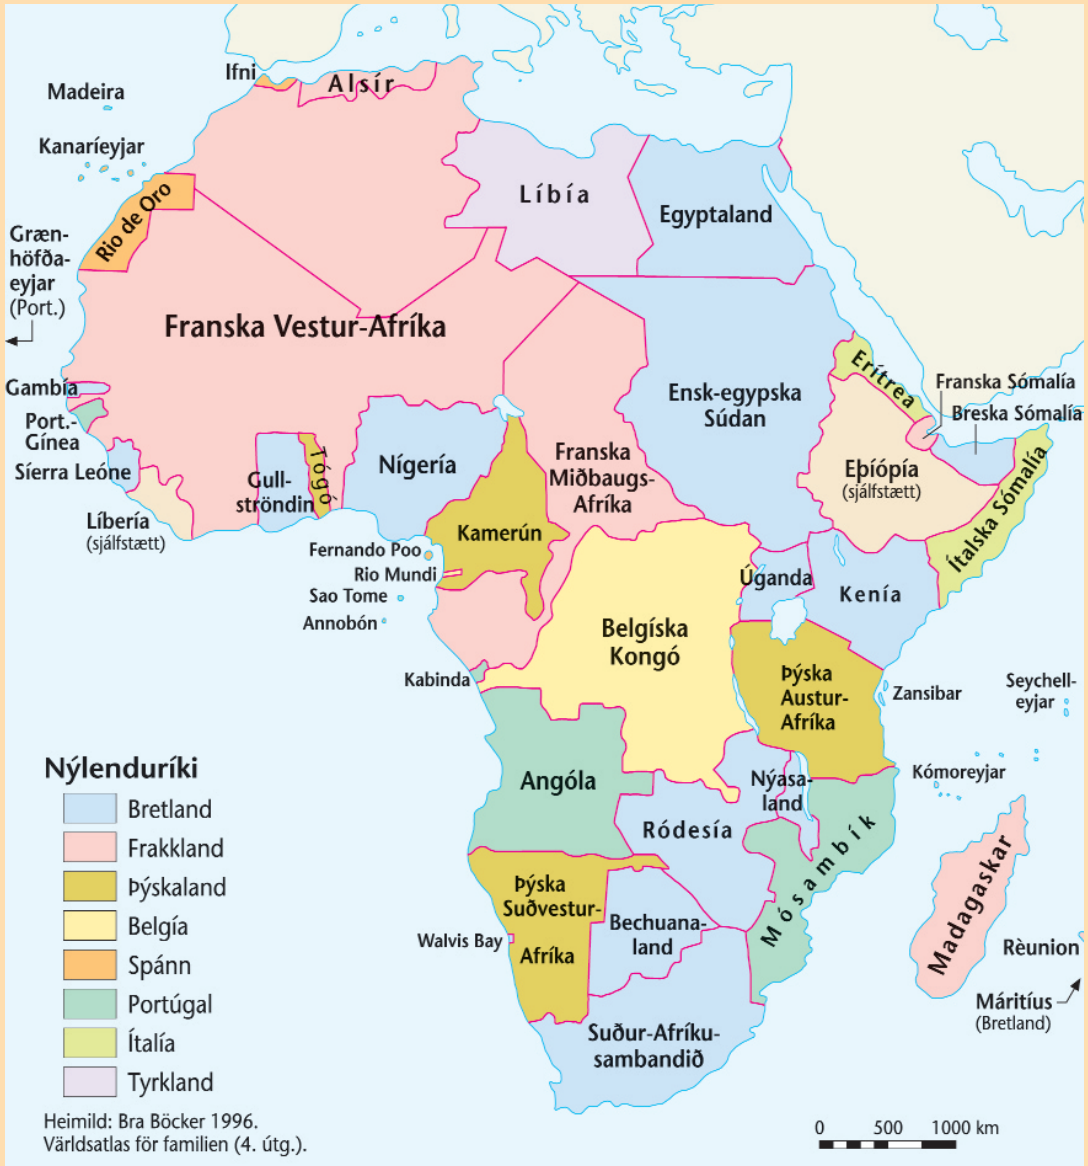 Ifni
Alsír
Madeira
Kanaríeyjar
Rio de Oro
Líbía
Egyptaland
Græn-
höfða-
eyjar
(Port.)
Franska Vestur-Afríka
Gambía
Port.-
Gínea
Síerra Leóne
Líbería
(sjálfstætt)
Gull-
ströndin
Tógó
Nígería
Kamerún
Franska
Miðbaugs-
Afríka
Ensk-egypska
Súdan
Erítrea
Franska Sómalía
Breska Sómalía
Eþíópía
(sjálfstætt)
Ítalska Sómalía
Fernando Poo
Rio Mundi
Sao Tome
Annobón
Kabinda
Belgíska
Kongó
Úganda
Kenía
Þýska
Austur-
Afríka
Zansibar
Seychell-
eyjar
Kómoreyjar
Angóla
Nýasa-
land
Ródesía
Mósambík
Madagaskar
Þýska
Suðvestur-
Afríka
Walvis Bay
Bechuana-
land
Suður-Afríku-
sambandið
Rèunion
Máritíus
(Bretland)
Nýlenduríki
Bretland
Frakkland
Þýskaland
Belgía
Spánn
Portúgal
Ítalía
Tyrkland
Heimild: Bra Böcker 1996.
Världsatlas för familien (4. útg.).
0 500 1000 km